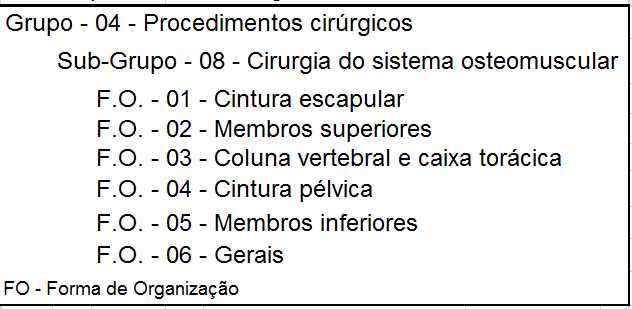 Grupo - 04 - Procedimentos cirúrgicos
Sub-Grupo - 08 - Cirurgia do sistema osteomuscular
F.O. - 01 - Cintura escapular
F.O. - 02 - Membros superiores
F.O. - 03 - Coluna vertebral e caixa torácica
F.O. - 04 - Cintura pélvica
F.O. - 05 - Membros inferiores
F.O. - 06 - Gerais
FO - Forma de Organização